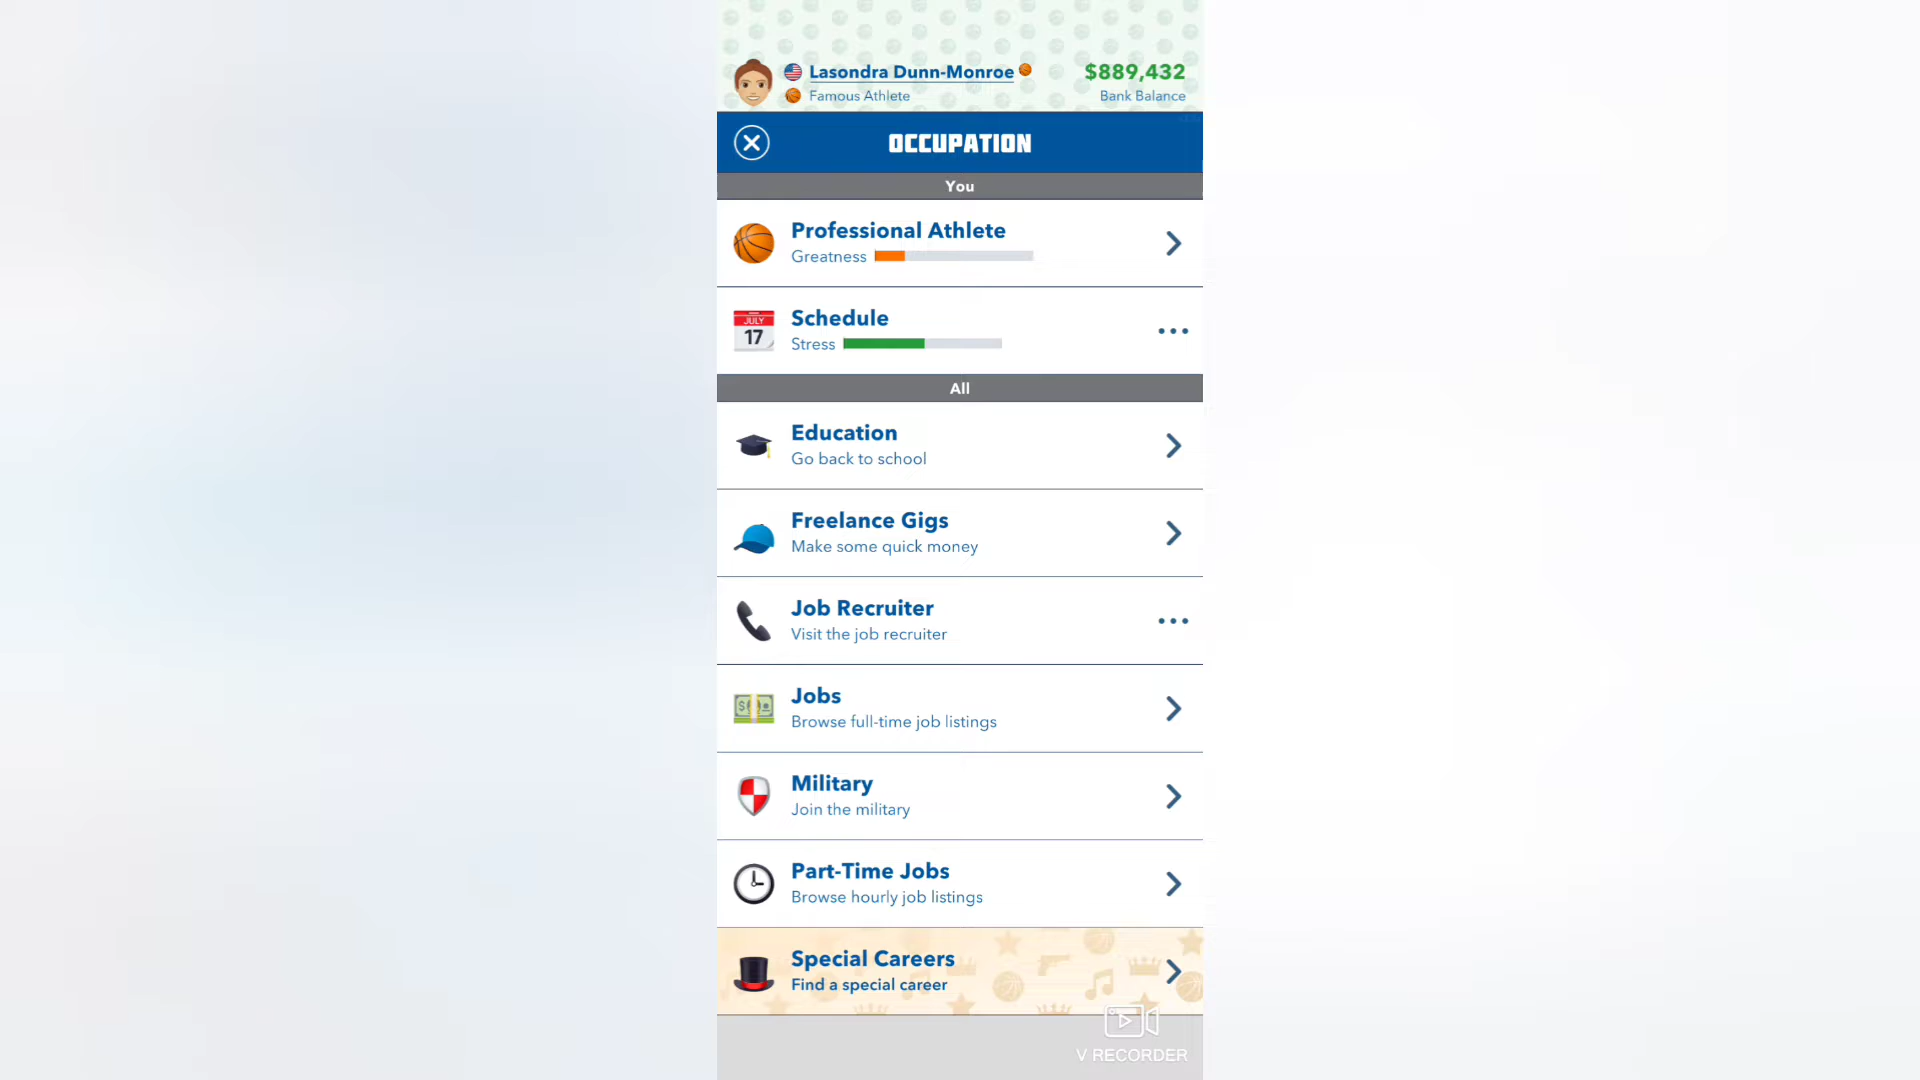 Lasondra Dunn-Monroe
$889,432
Famous Athlete
Bank Balance
OCCUPATION
You
Professional Athlete
Greatness
JULY
17
Schedule
Stress
All
Education
Go back to school
Freelance Gigs
Make some quick money
Job Recruiter
Visit the job recruiter
Jobs
Browse full-time job listings
Military
Join the military
Part-Time Jobs
Browse hourly job listings
Special Careers
Find a special career
V RECORDER